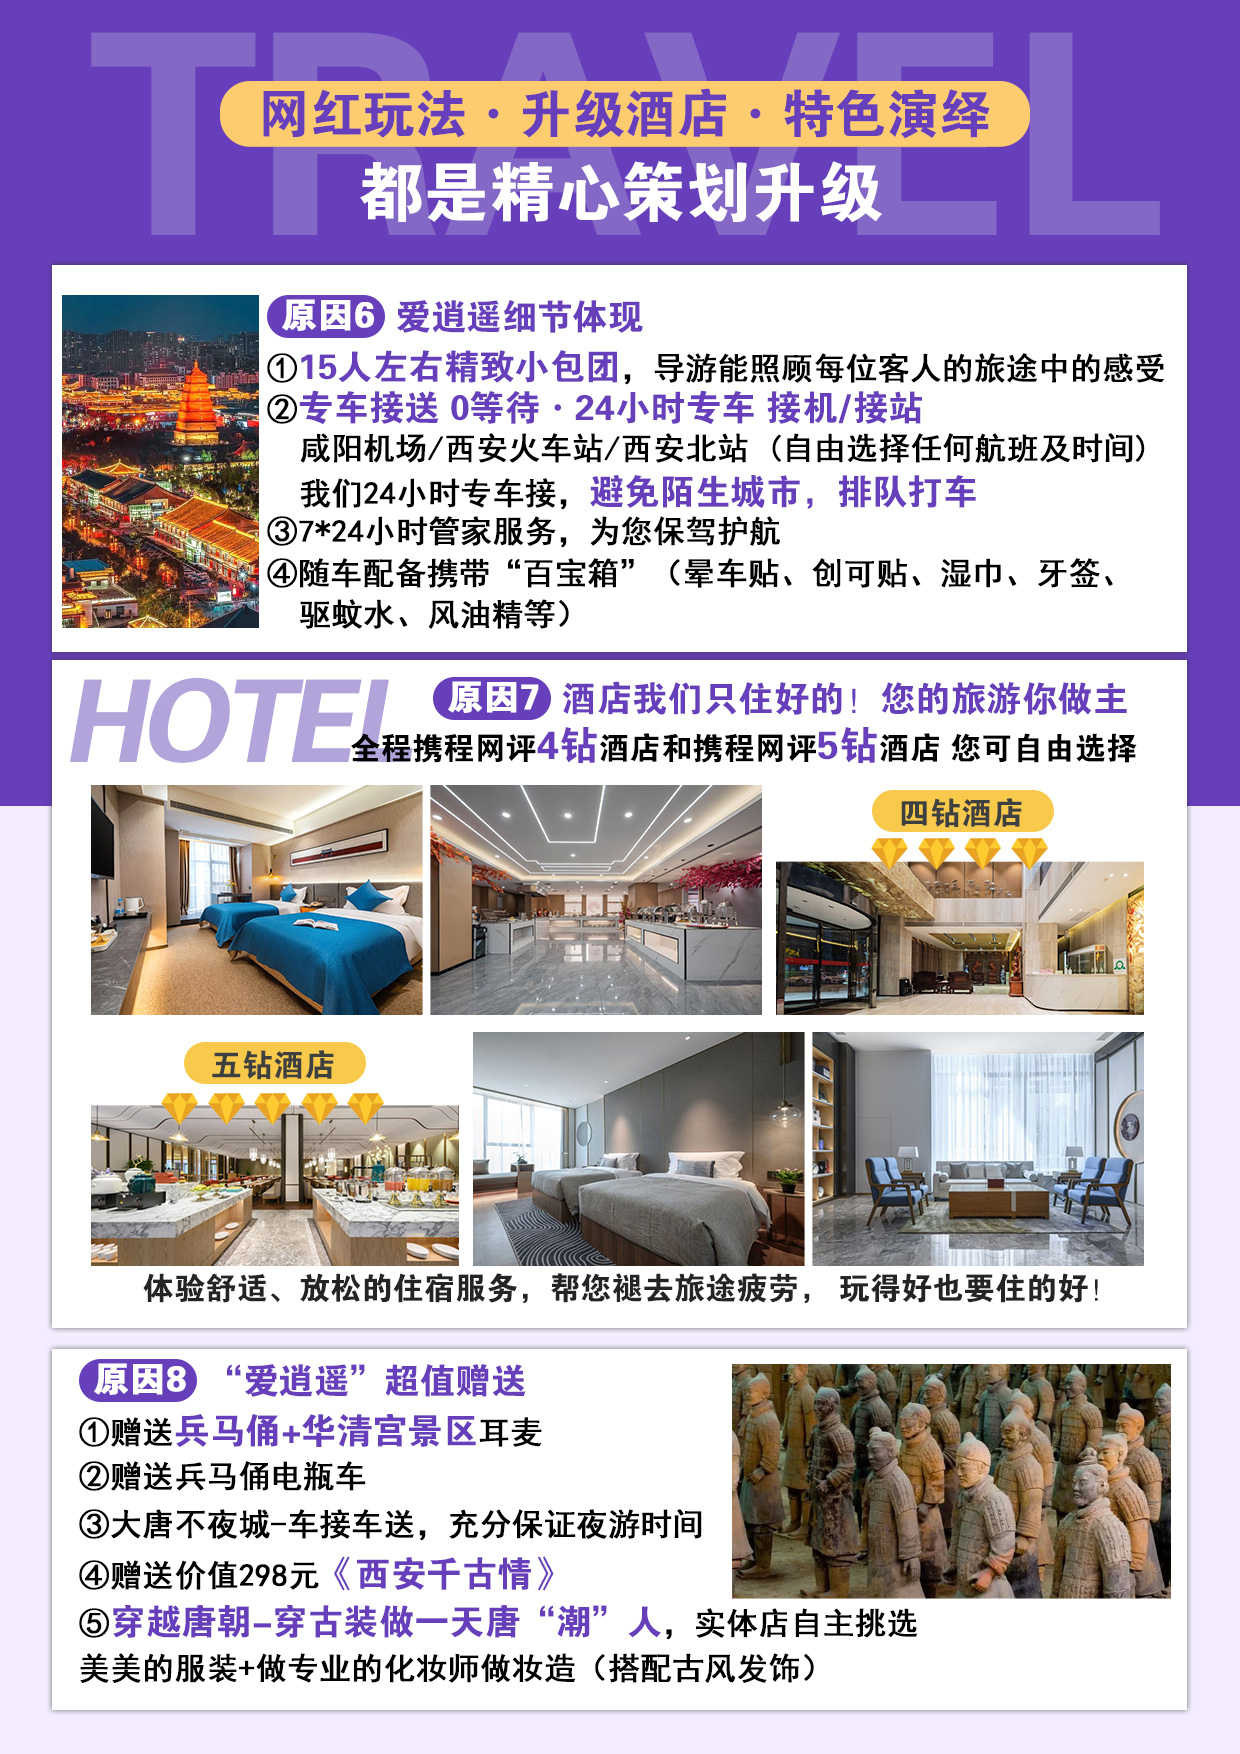 TRAVEL
网红玩法·升级酒店·特色演绎
都是精心策划升级
原因6 爱逍遥细节体现
①15人左右精致小包团，导游能照顾每位客人的旅途中的感受
②专车接送 0等待·24小时专车 接机/接站
咸阳机场/西安火车站/西安北站（自由选择任何航班及时间）
我们24小时专车接，避免陌生城市，排队打车
③7*24小时管家服务，为您保驾护航
④随车配备携带“百宝箱”（晕车贴、创可贴、湿巾、牙签、
驱蚊水、风油精等）
HOTEL
原因7 酒店我们只住好的！您的旅游你做主
全程携程网评4钻酒店和携程网评5钻酒店 您可自由选择
四钻酒店
五钻酒店
体验舒适、放松的住宿服务，帮您褪去旅途疲劳， 玩得好也要住的好！
原因8 “爱逍遥”超值赠送
①赠送兵马俑+华清宫景区耳麦
②赠送兵马俑电瓶车
③大唐不夜城-车接车送，充分保证夜游时间
④赠送价值298元《西安千古情》
⑤穿越唐朝-穿古装做一天唐“潮”人，实体店自主挑选
美美的服装+做专业的化妆师做妆造（搭配古风发饰）